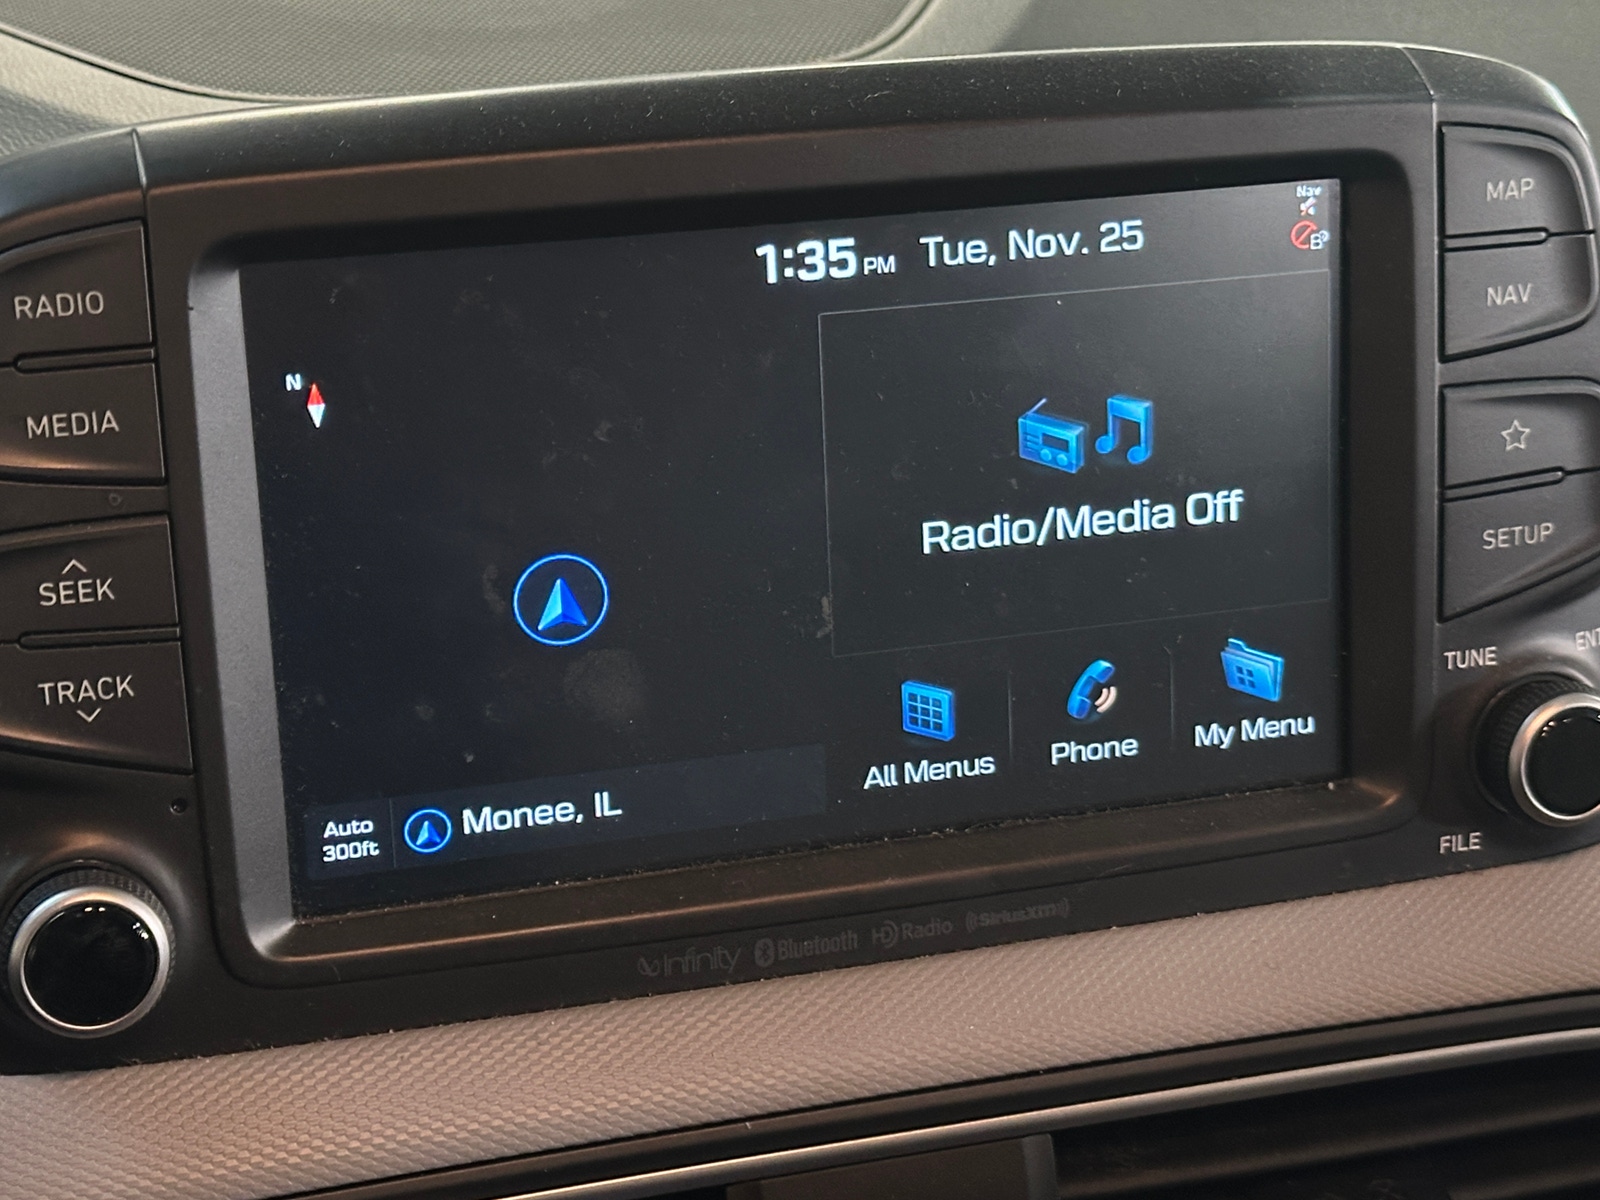 RADIO
MEDIA
SEEK
TRACK
1:35 PM Tue, Nov. 25
Nav
B
N
Radio/Media Off
All Menus
Phone
My Menu
Auto
300ft
Monee, IL
MAP
NAV
SETUP
TUNE
ENT
FILE
Infinity Bluetooth HD Radio SiriusXM